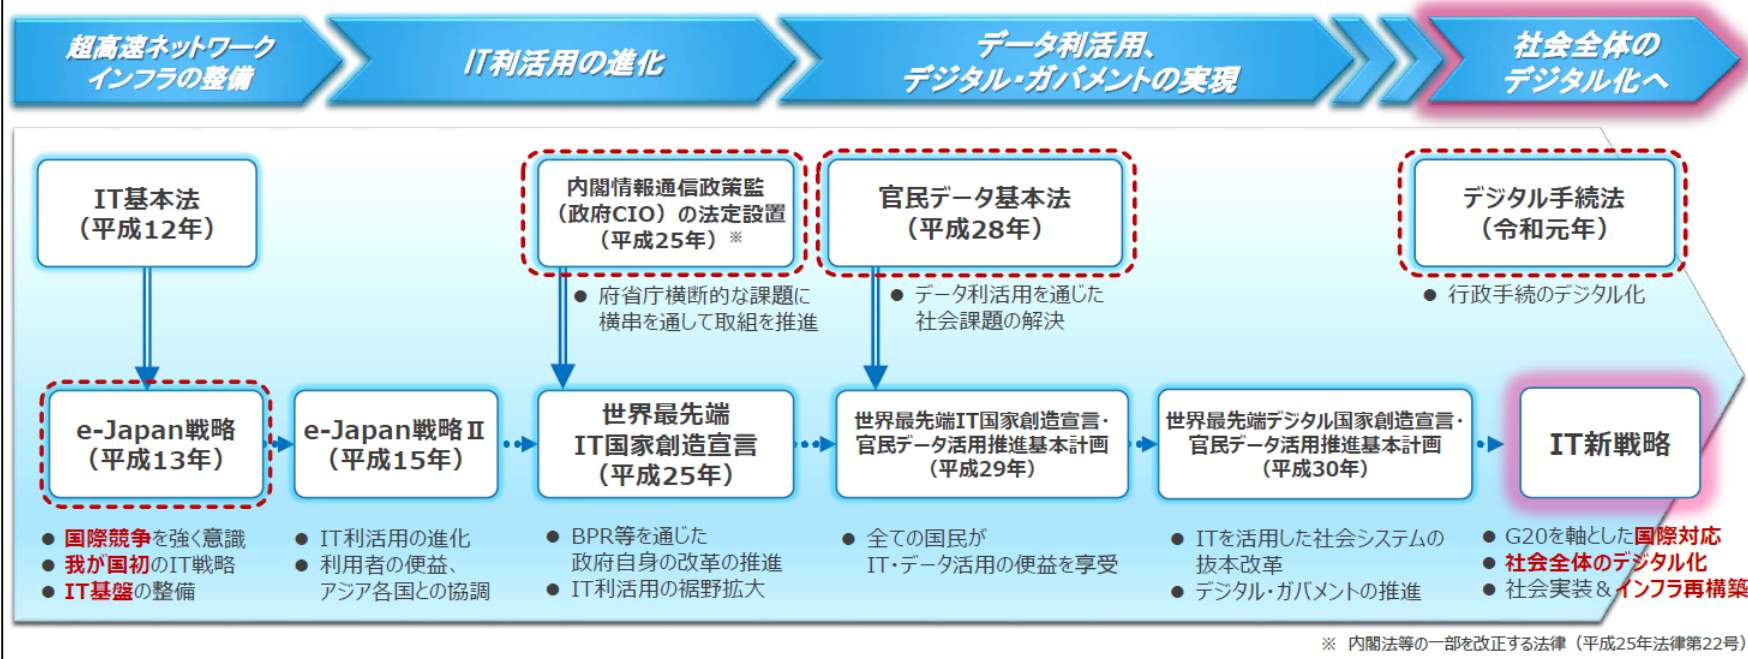 超高速ネットワーク
インフラの整備
IT利活用の進化
データ利活用、
デジタル・ガバメントの実現
社会全体の
デジタル化へ
IT基本法
（平成12年）
内閣情報通信政策監
（政府CIO）の法定設置
（平成25年）※
官民データ基本法
（平成28年）
デジタル手続法
（令和元年）
● 府省庁横断的な課題に
横串を通して取組を推進
● データ利活用を通じた
社会課題の解決
● 行政手続のデジタル化
e-Japan戦略
（平成13年）
e-Japan戦略Ⅱ
（平成15年）
世界最先端
IT国家創造宣言
（平成25年）
世界最先端IT国家創造宣言・
官民データ活用推進基本計画
（平成29年）
世界最先端デジタル国家創造宣言・
官民データ活用推進基本計画
（平成30年）
IT新戦略
● 国際競争を強く意識
● 我が国初のIT戦略
● IT基盤の整備
● IT利活用の進化
● 利用者の便益、
アジア各国との協調
● BPR等を通じた
政府自身の改革の推進
● IT利活用の裾野拡大
● 全ての国民が
IT・データ活用の便益を享受
● ITを活用した社会システムの
抜本改革
● デジタル・ガバメントの推進
● G20を軸とした国際対応
● 社会全体のデジタル化
● 社会実装＆インフラ再構築
※ 内閣法等の一部を改正する法律（平成25年法律第22号）